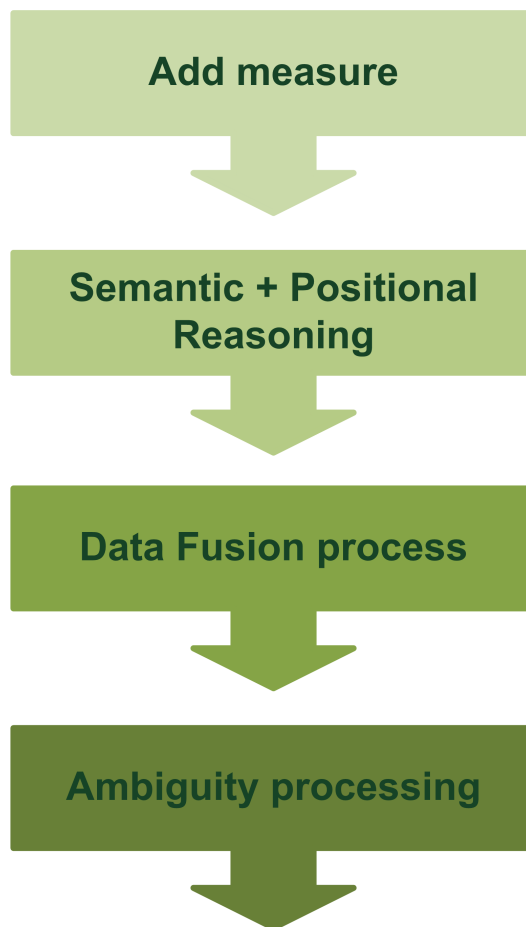 Add measure
Semantic + Positional
Reasoning
Data Fusion process
Ambiguity processing